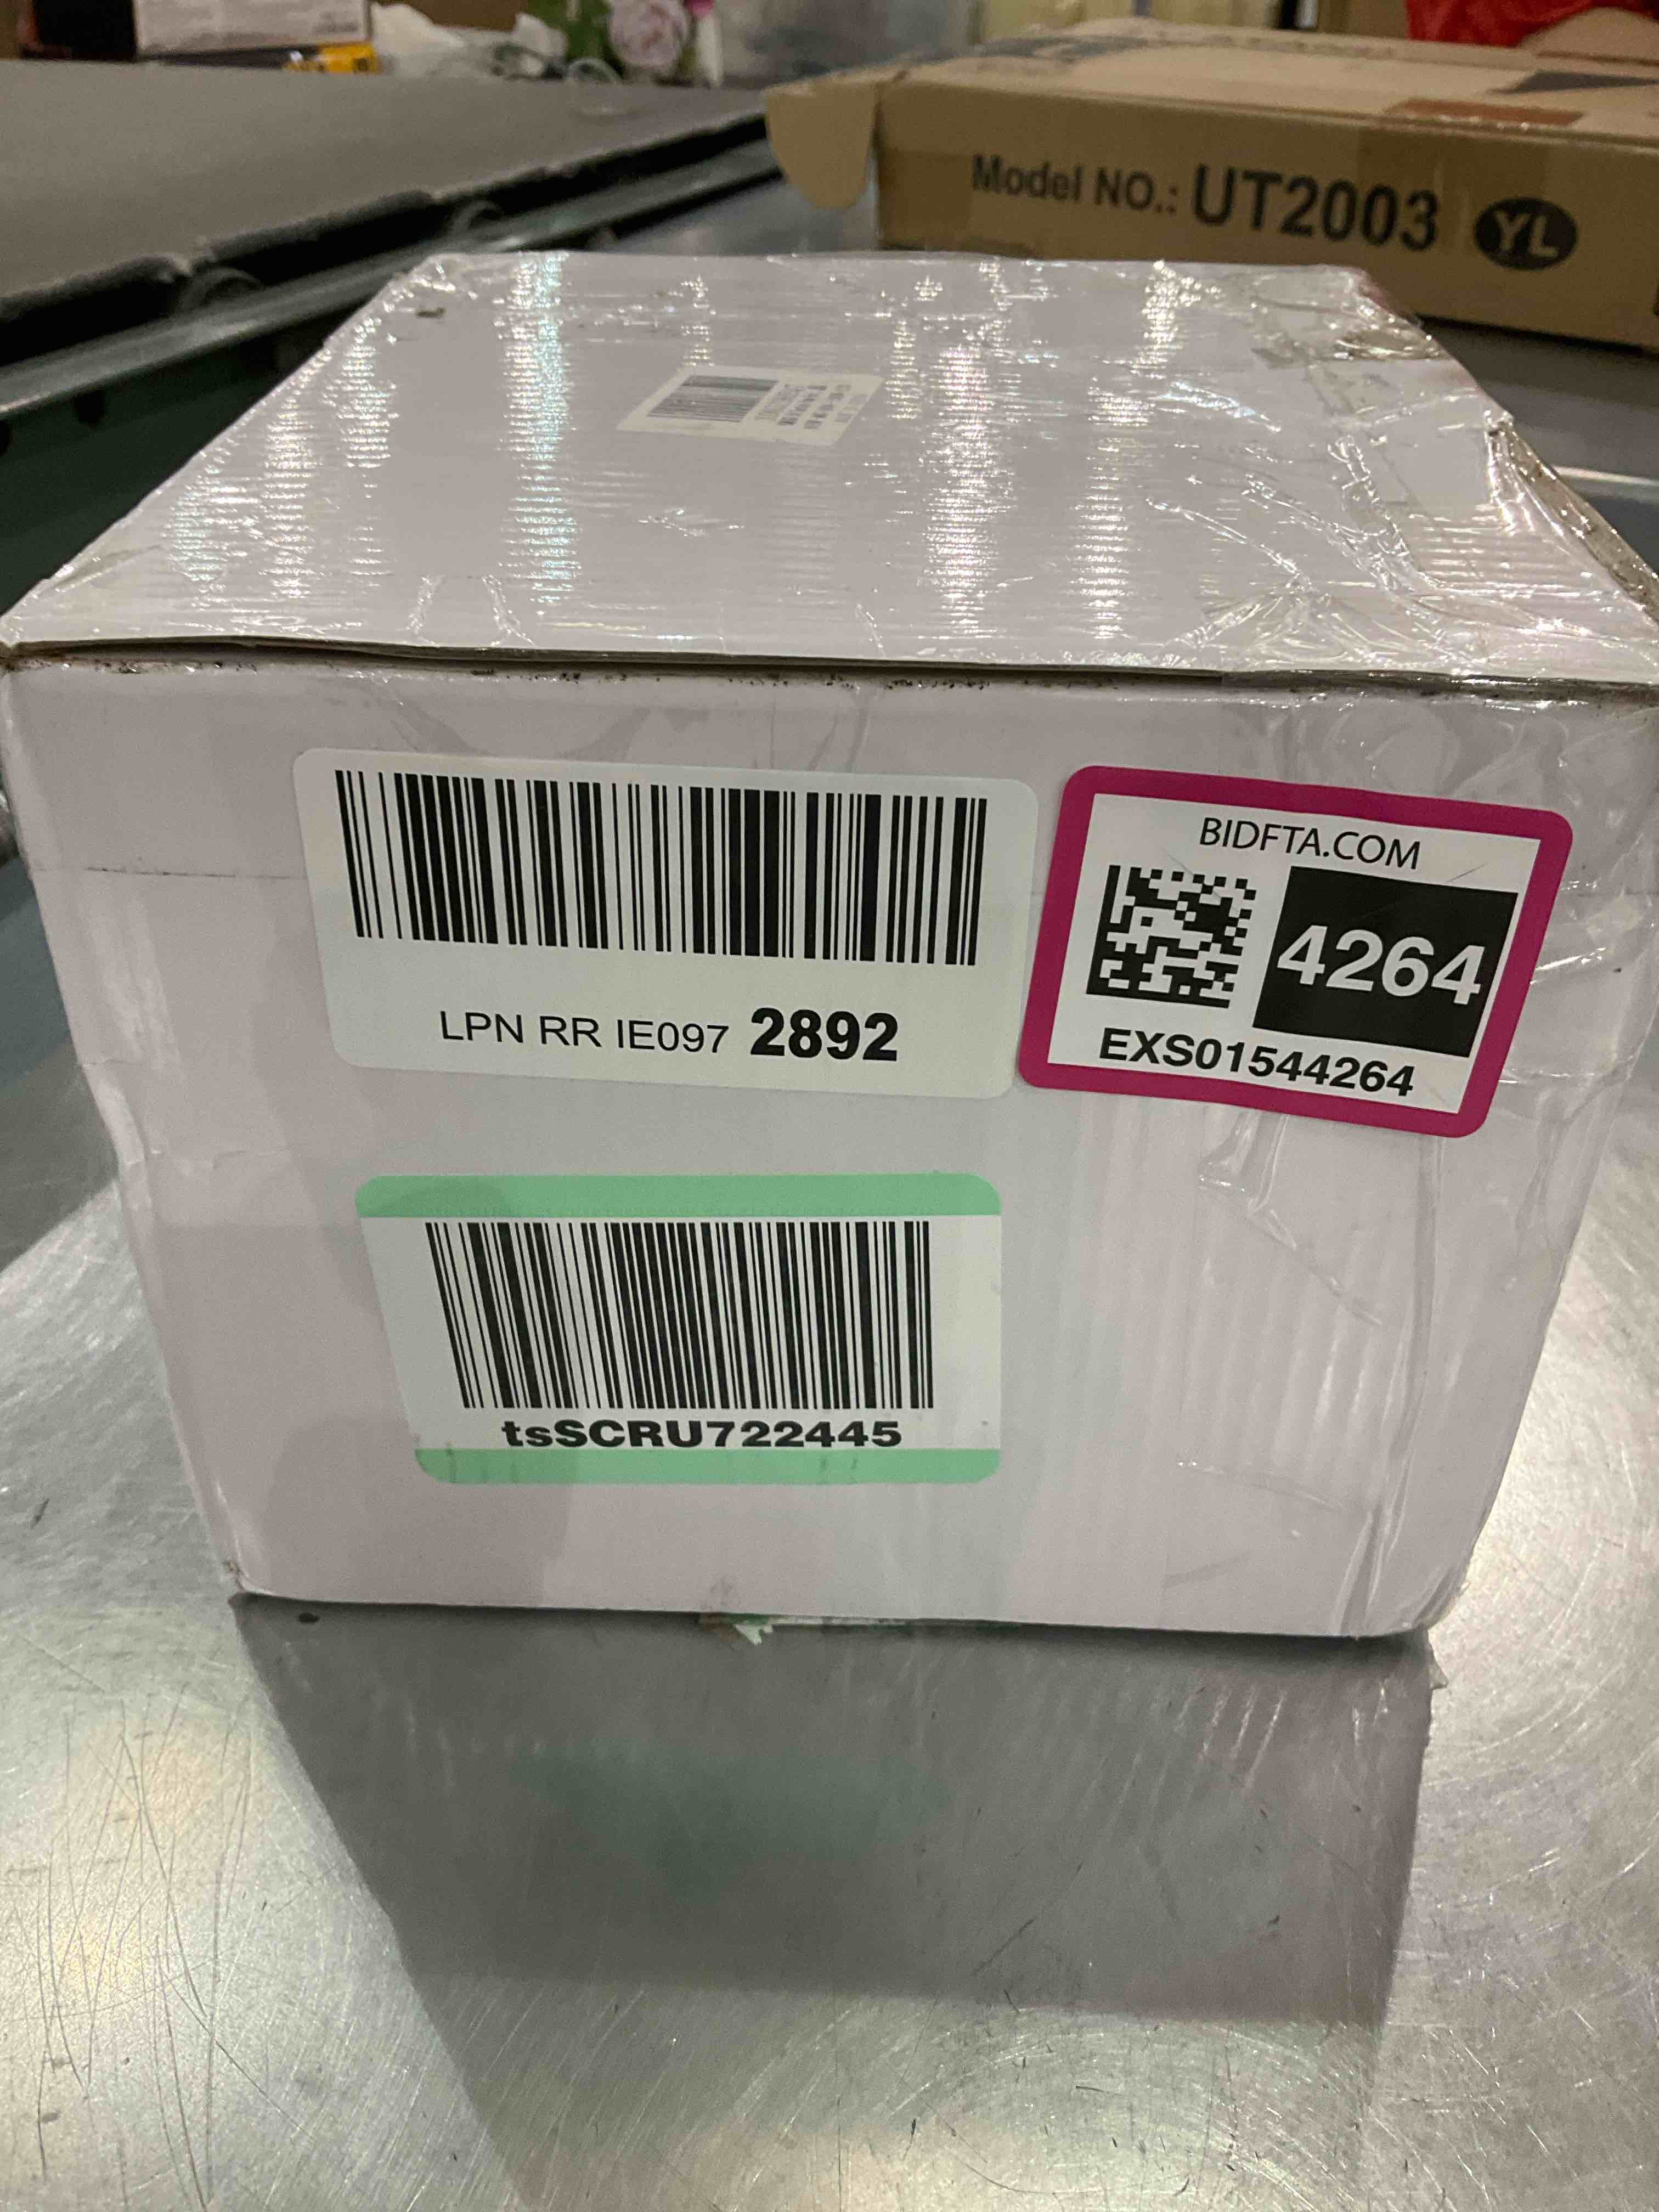 Model NO.: UT2003 YL
LPN RR IE097 2892
BIDFTA.COM
4264
EXS01544264
tsSCRU722445